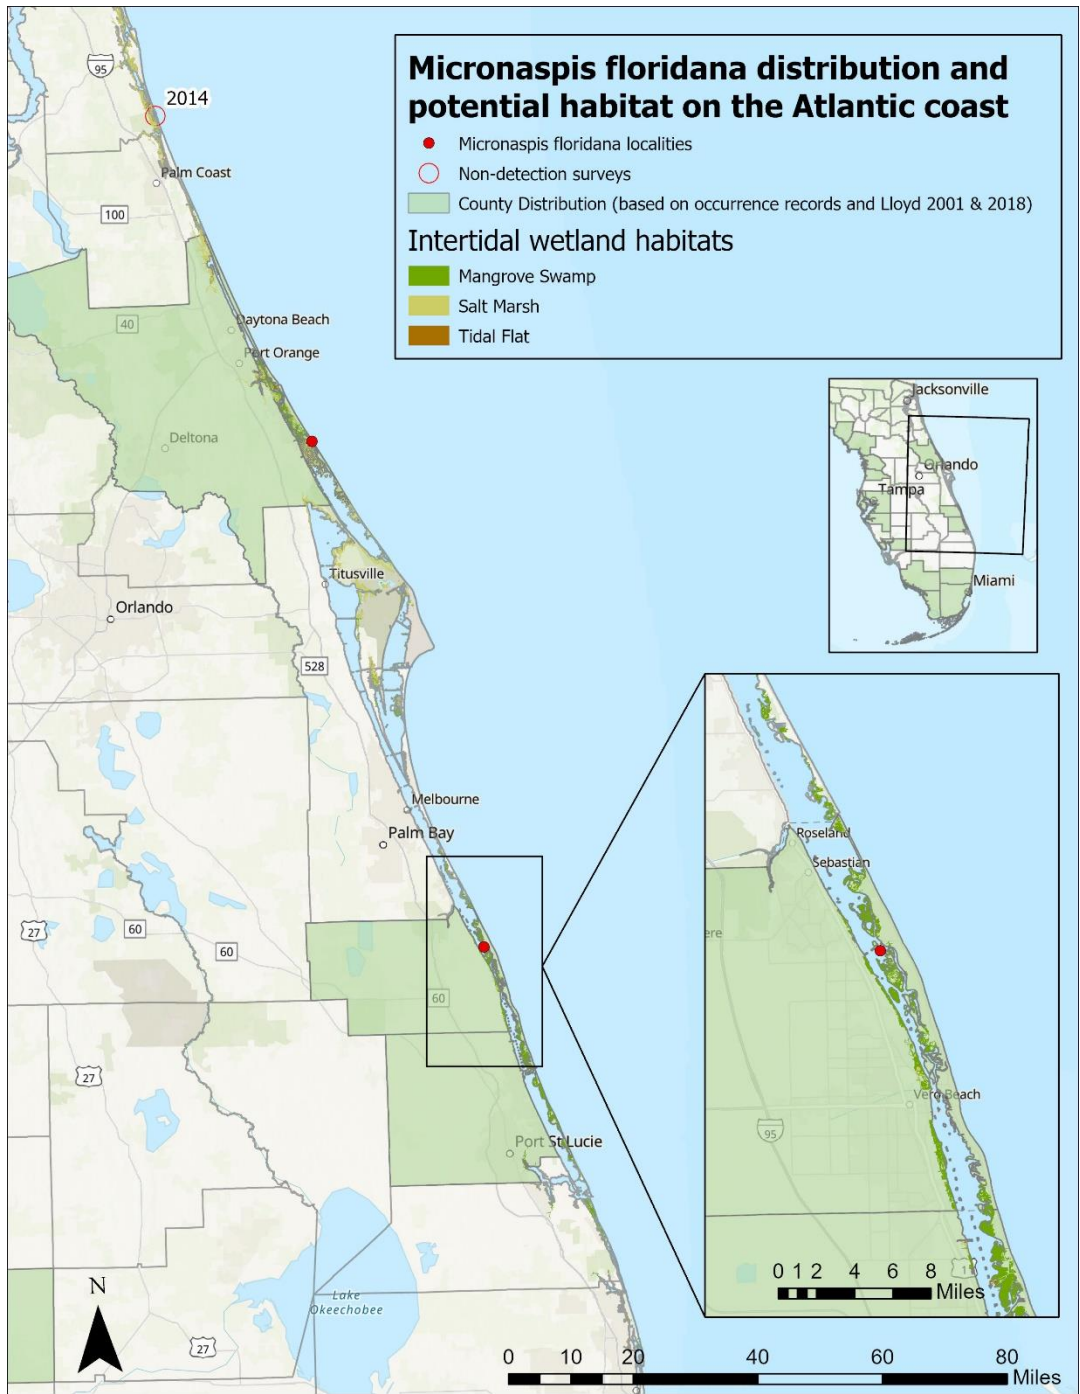 Micronaspis floridana distribution and
potential habitat on the Atlantic coast
Micronaspis floridana localities
Non-detection surveys
County Distribution (based on occurrence records and Lloyd 2001 & 2018)
Intertidal wetland habitats
Mangrove Swamp
Salt Marsh
Tidal Flat
95
2014
Palm Coast
100
40
Daytona Beach
Port Orange
Deltona
Titusville
Orlando
528
Melbourne
Palm Bay
27
60
60
60
27
Port St Lucie
Lake
Okeechobee
27
N
0 10 20 40 60 80
Miles
Jacksonville
Orlando
Tampa
Miami
Roseland
Sebastian
ere
Vero Beach
95
1
0 1 2 4 6 8
Miles